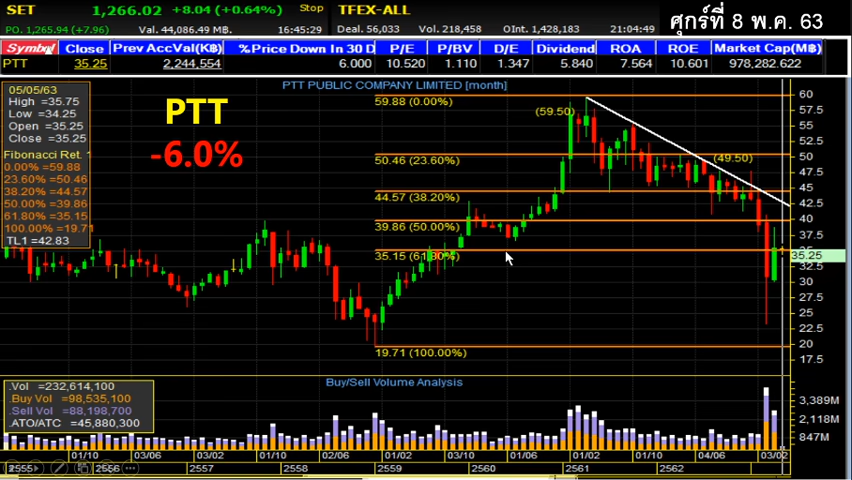 SET 1,266.02 +8.04 (+0.64%) Stop TFEX-ALL
PO. 1,265.94 (+7.96) Val. 44,086.49 M฿. 16:45:29 Deal. 56,033 Vol. 218,458 OInt. 1,428,183 21:04:49
ศุกร์ที่ 8 พ.ค. 63
Symbol Close Prev AccVal(K฿) %Price Down In 30 D P/E P/BV D/E Dividend ROA ROE Market Cap(M฿)
PTT 35.25 2,244,554 6.000 10.520 1.110 1.347 5.840 7.564 10.601 978,282.622
PTT PUBLIC COMPANY LIMITED [month]
05/05/63
High =35.75
Low =34.25
Open =35.25
Close =35.25
Fibonacci Ret. 1
0.00% =59.88
23.60% =50.46
38.20% =44.57
50.00% =39.86
61.80% =35.15
100.00% =19.71
TL1 =42.83
PTT
-6.0%
59.88 (0.00%)
(59.50)
50.46 (23.60%)
(49.50)
44.57 (38.20%)
39.86 (50.00%)
35.15 (61.80%)
19.71 (100.00%)
60
57.5
55
52.5
50
47.5
45
42.5
40
37.5
35.25
32.5
30
27.5
25
22.5
20
17.5
Buy/Sell Volume Analysis
.Vol =232,614,100
.Buy Vol =98,535,100
.Sell Vol =88,198,700
.ATO/ATC =45,880,300
3,389M
2,118M
847M
01/10 03/06 03/02 01/10 03/06 01/02 03/10 01/06 01/02 01/10 04/06 03/02
2555 2556 2557 2558 2559 2560 2561 2562